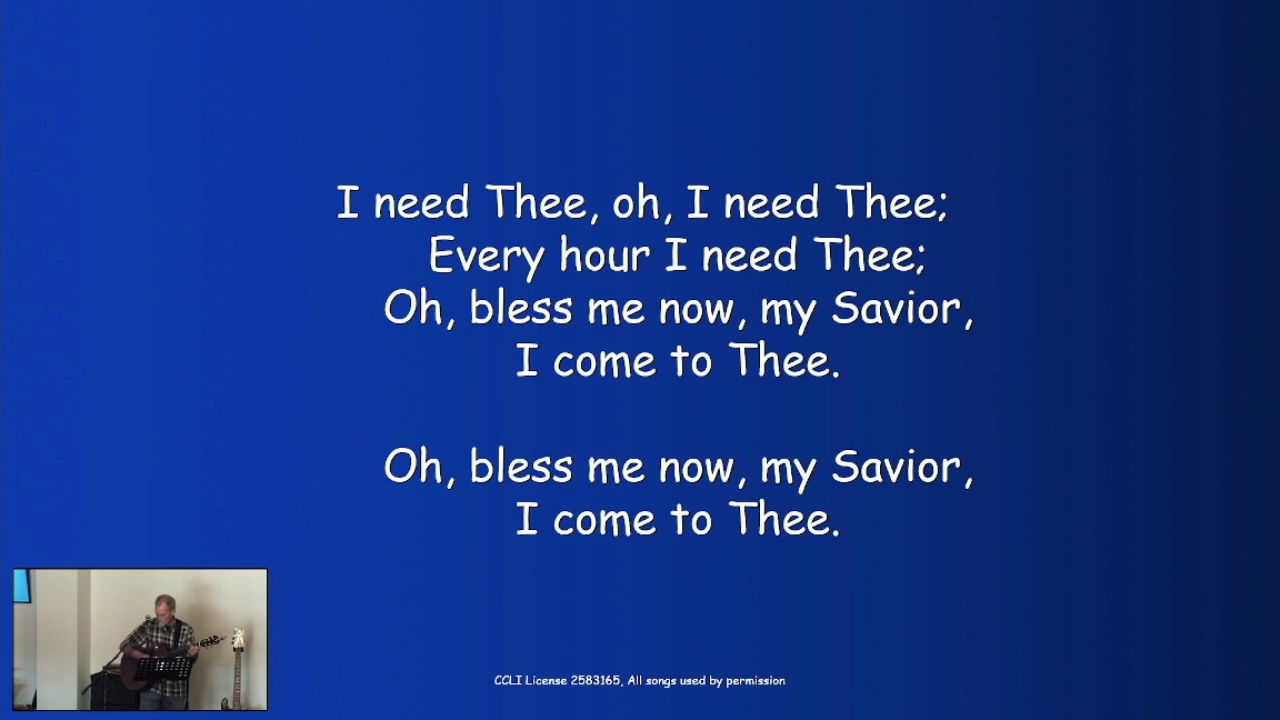 I need Thee, oh, I need Thee;
Every hour I need Thee;
Oh, bless me now, my Savior,
I come to Thee.
Oh, bless me now, my Savior,
I come to Thee.
CCLI License 2583165, All songs used by permission